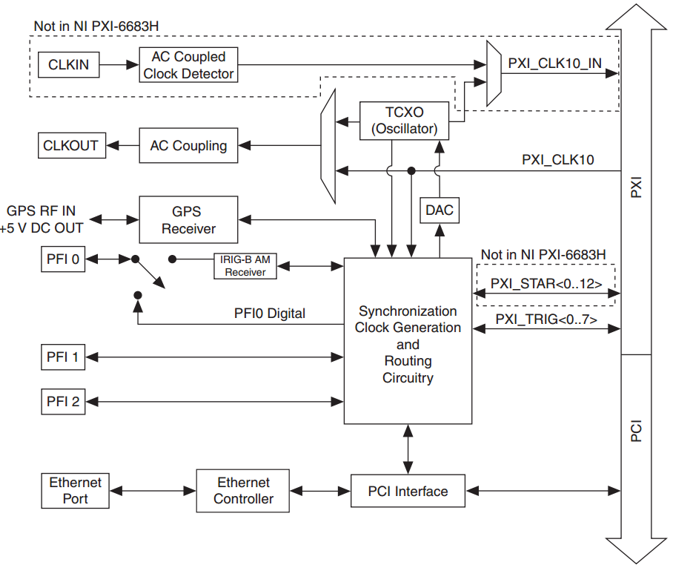 Not in NI PXI-6683H
CLKIN
AC Coupled
Clock Detector
PXI_CLK10_IN
TCXO
(Oscillator)
CLKOUT
AC Coupling
PXI_CLK10
PXI
GPS RF IN
+5 V DC OUT
GPS
Receiver
DAC
PFI 0
IRIG-B AM
Receiver
Not in NI PXI-6683H
PXI_STAR<0..12>
PFI0 Digital
Synchronization
Clock Generation
and
Routing
Circuitry
PXI_TRIG<0..7>
PFI 1
PFI 2
PCI
Ethernet
Port
Ethernet
Controller
PCI Interface